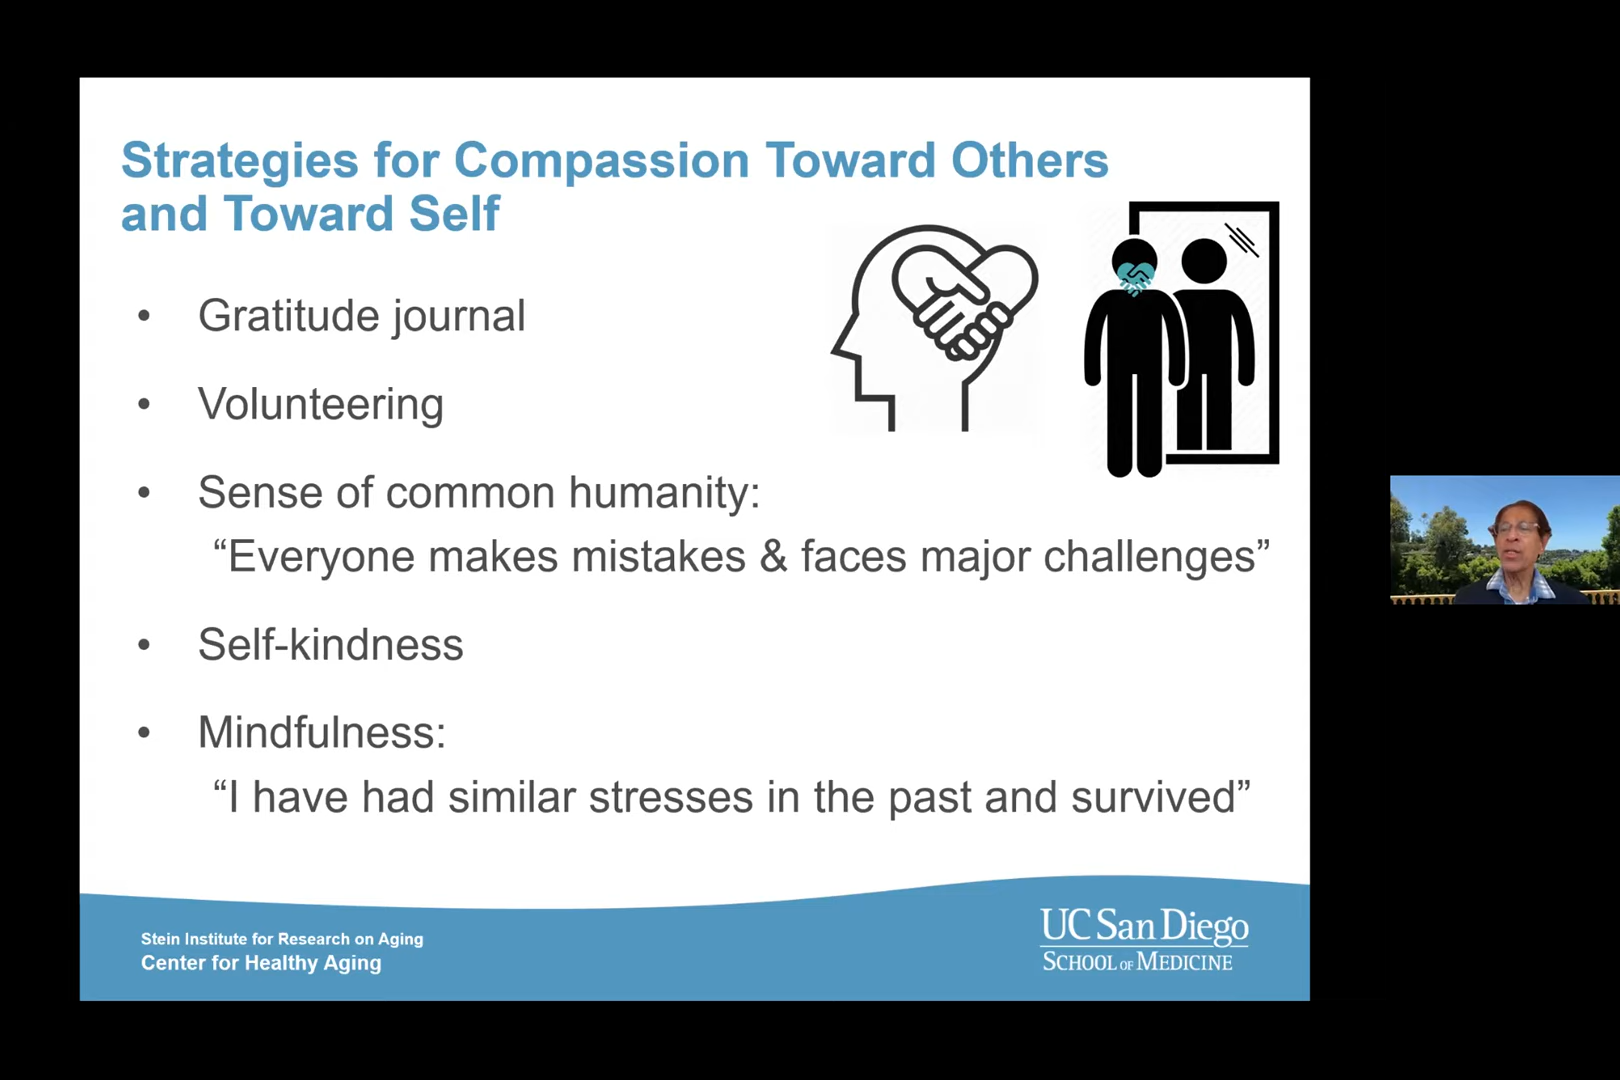 Strategies for Compassion Toward Others
and Toward Self
• Gratitude journal
• Volunteering
• Sense of common humanity:
“Everyone makes mistakes & faces major challenges”
• Self-kindness
• Mindfulness:
“I have had similar stresses in the past and survived”
Stein Institute for Research on Aging
Center for Healthy Aging
UC San Diego
SCHOOL OF MEDICINE